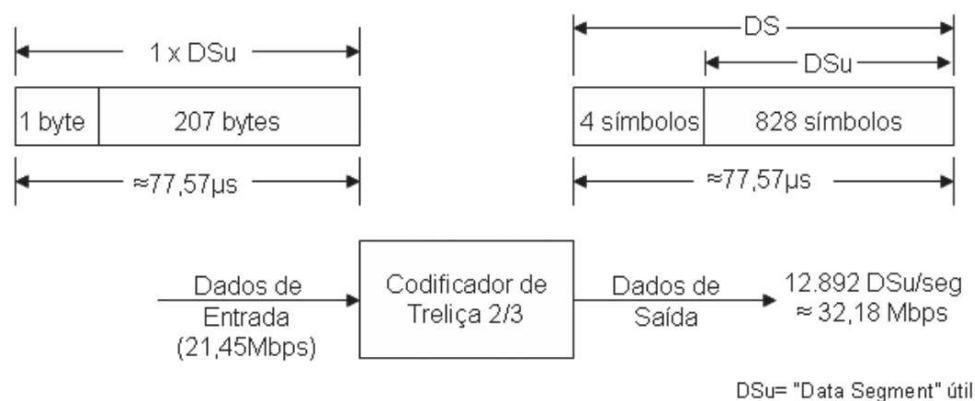 1 x DSu
1 byte
207 bytes
≈77,57µs
DS
DSu
4 símbolos
828 símbolos
≈77,57µs
Dados de
Entrada
(21,45Mbps)
Codificador de
Treliça 2/3
Dados de
Saída
12.892 DSu/seg
≈ 32,18 Mbps
DSu= "Data Segment" útil